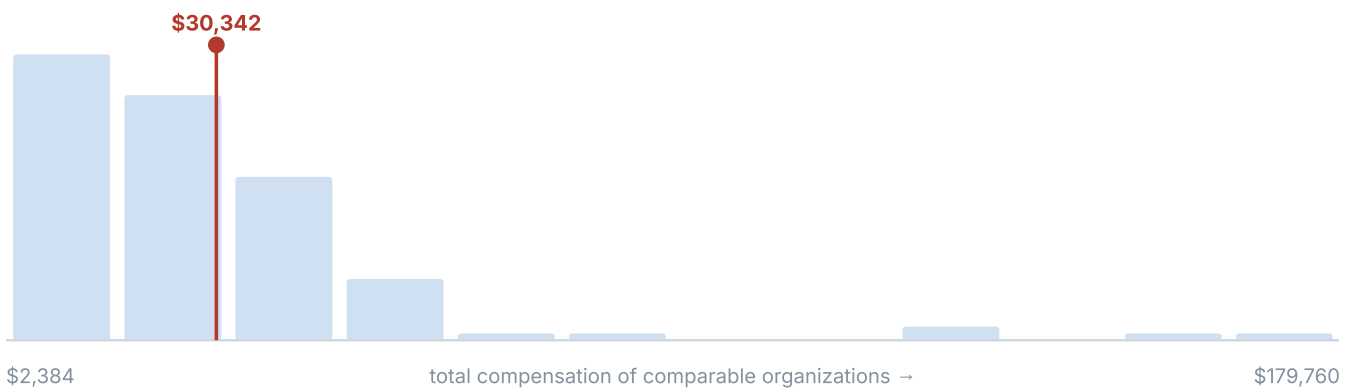 $30,342
$2,384
total compensation of comparable organizations →
$179,760